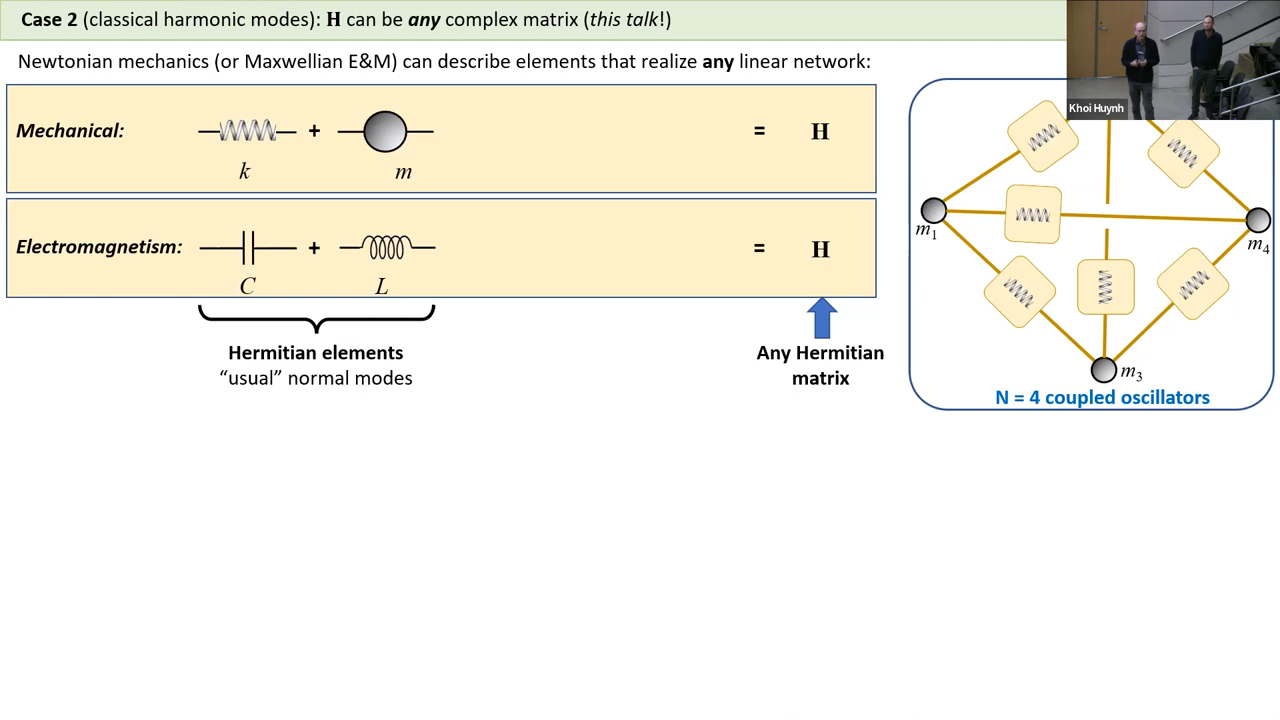 Case 2 (classical harmonic modes): H can be any complex matrix (this talk!)
Newtonian mechanics (or Maxwellian E&M) can describe elements that realize any linear network:
Mechanical: + = H
k m
Electromagnetism: + = H
C L
Hermitian elements
“usual” normal modes
Any Hermitian
matrix
Khoi Huynh
m1
m4
m3
N = 4 coupled oscillators